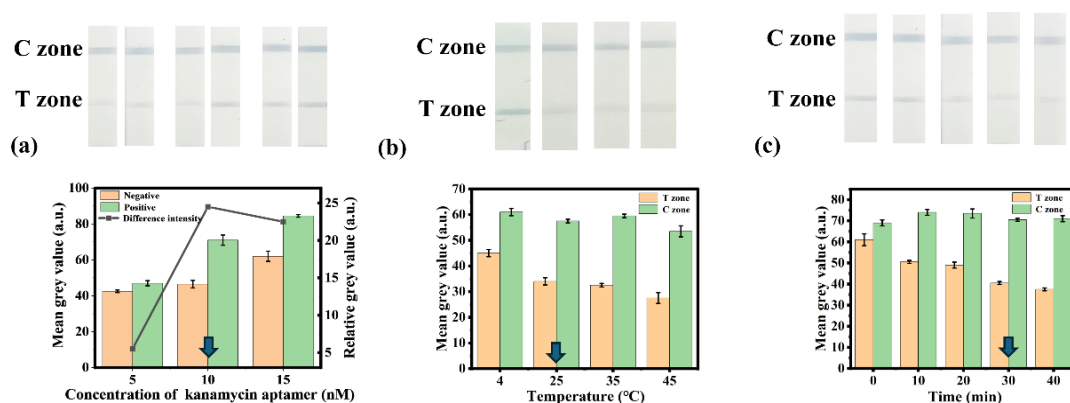 C zone
T zone
(a)
Negative
Positive
Difference intensity
Mean grey value (a.u.)
100
80
60
40
20
0
Relative grey value (a.u.)
25
20
15
10
5
5 10 15
Concentration of kanamycin aptamer (nM)
C zone
T zone
(b)
T zone
C zone
Mean grey value (a.u.)
70
60
50
40
30
20
10
0
4 25 35 45
Temperature (°C)
C zone
T zone
(c)
T zone
C zone
Mean grey value (a.u.)
80
70
60
50
40
30
20
10
0
0 10 20 30 40
Time (min)